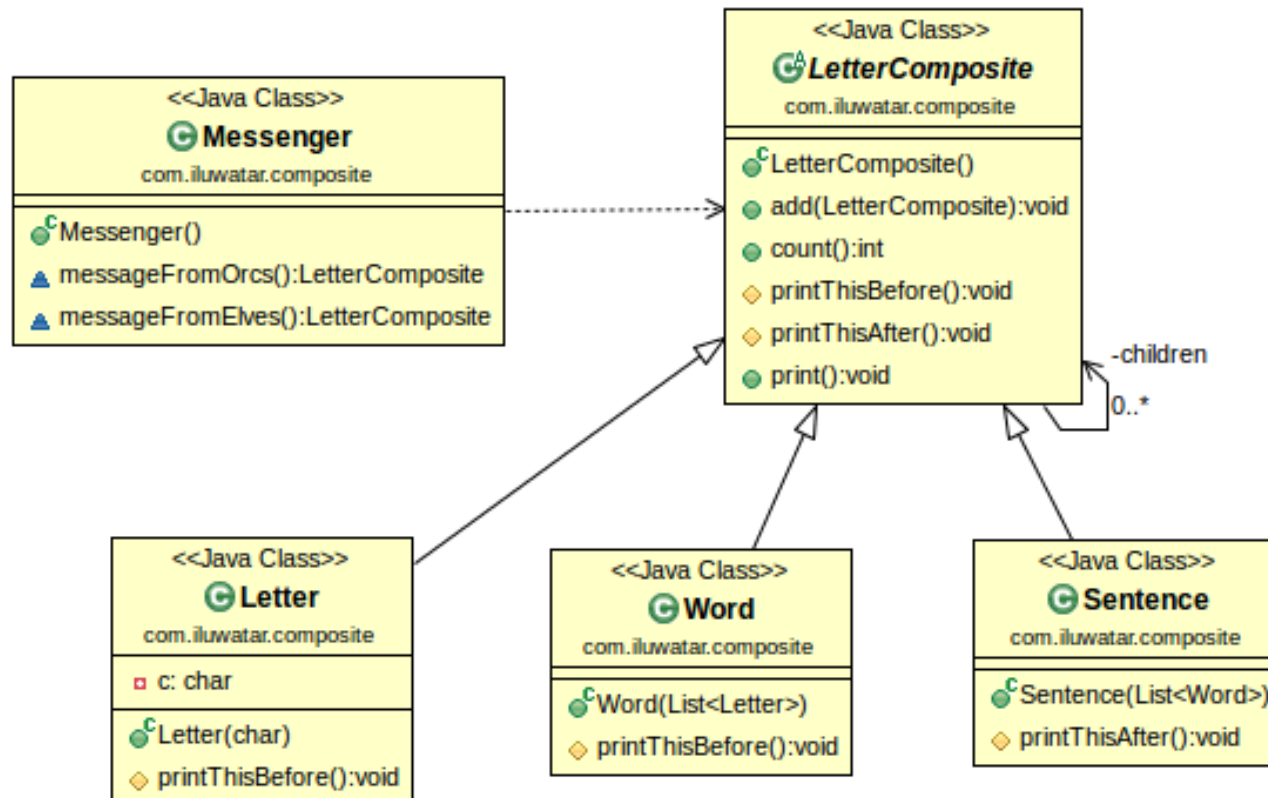 <<Java Class>>
Messenger
com.iluwatar.composite
Messenger()
messageFromOrcs():LetterComposite
messageFromElves():LetterComposite
<<Java Class>>
LetterComposite
com.iluwatar.composite
LetterComposite()
add(LetterComposite):void
count():int
printThisBefore():void
printThisAfter():void
print():void
-children
0..*
<<Java Class>>
Letter
com.iluwatar.composite
c: char
Letter(char)
printThisBefore():void
<<Java Class>>
Word
com.iluwatar.composite
Word(List<Letter>)
printThisBefore():void
<<Java Class>>
Sentence
com.iluwatar.composite
Sentence(List<Word>)
printThisAfter():void